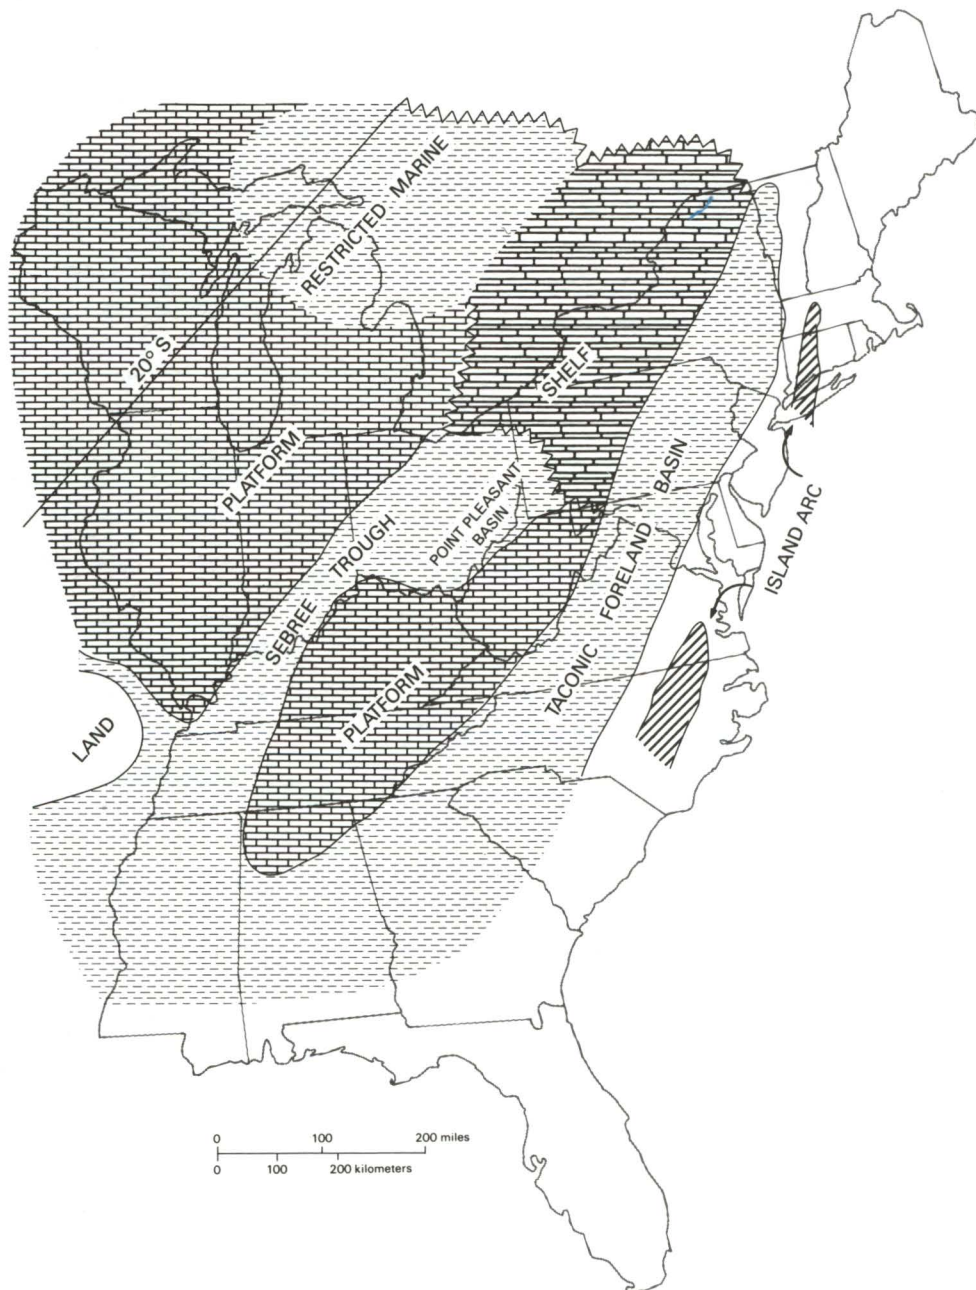 RESTRICTED MARINE
20° S.
SHELF
PLATFORM
POINT PLEASANT
BASIN
SEBREE TROUGH
TACONIC FORELAND BASIN
ISLAND ARC
PLATFORM
LAND
0 100 200 miles
0 100 200 kilometers